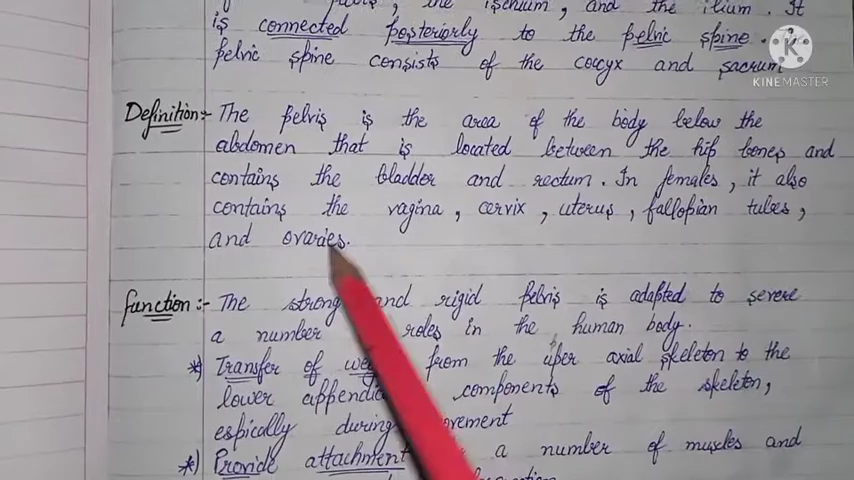 pubis, the ischium, and the ilium. It
is connected posteriorly to the pelvic spine.
pelvic spine consists of the coccyx and sacrum
KINEMASTER
Definition:- The pelvis is the area of the body below the
abdomen that is located between the hip bones and
contains the bladder and rectum. In females, it also
contains the vagina, cervix, uterus, fallopian tubes,
and ovaries.
function:- The strong and rigid pelvis is adapted to severe
a number roles in the human body.
*) Transfer of from the uper axial skeleton to the
lower components of the skeleton,
espically during
*) Provide attachment a number of muscles and